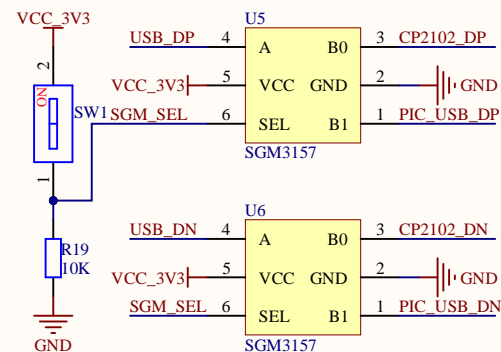 VCC_3V3
2
ON
SW1
1
R19
10K
GND
U5
USB_DP 4 A B0 3 CP2102_DP
VCC_3V3 5 VCC GND 2 GND
SGM_SEL 6 SEL B1 1 PIC_USB_DP
SGM3157
U6
USB_DN 4 A B0 3 CP2102_DN
VCC_3V3 5 VCC GND 2 GND
SGM_SEL 6 SEL B1 1 PIC_USB_DN
SGM3157